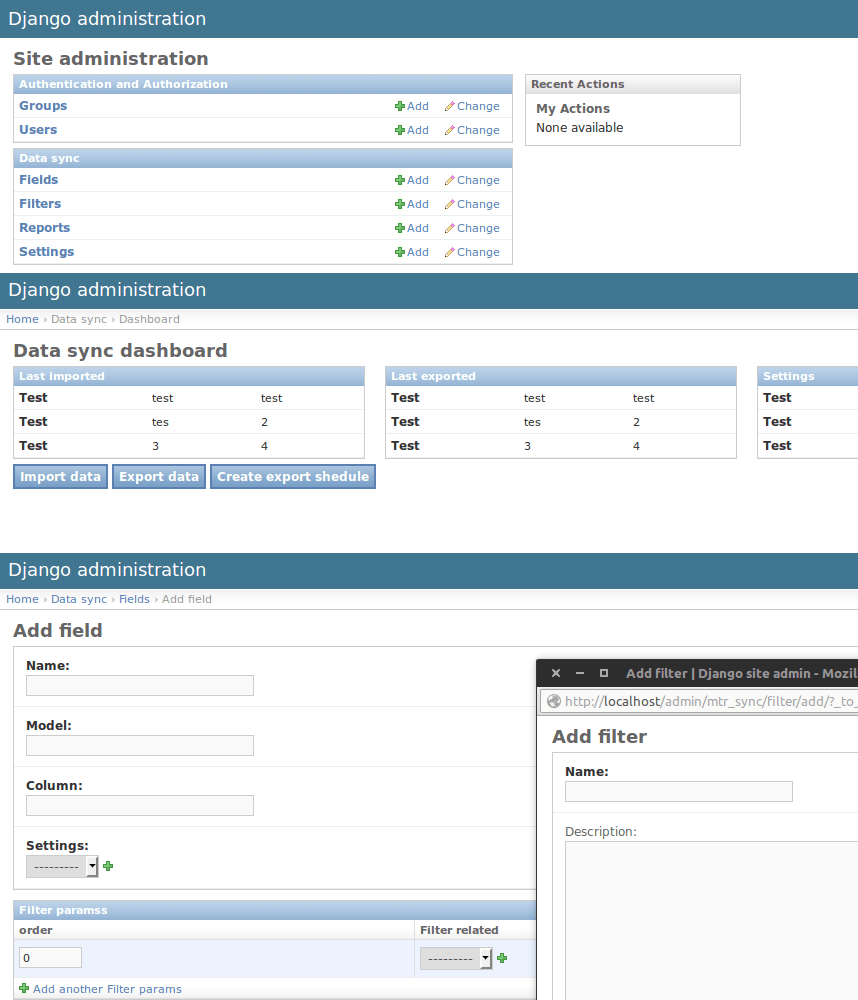 Django administration
Site administration
Authentication and Authorization
Groups Add Change
Users Add Change
Recent Actions
My Actions
None available
Data sync
Fields Add Change
Filters Add Change
Reports Add Change
Settings Add Change
Django administration
Home › Data sync › Dashboard
Data sync dashboard
Last imported
Test test test
Test tes 2
Test 3 4
Last exported
Test test test
Test tes 2
Test 3 4
Settings
Test
Test
Test
Import data Export data Create export shedule
Django administration
Home › Data sync › Fields › Add field
Add field
Name:
Model:
Column:
Settings:
---------
Filter paramss
order Filter related
0 ---------
Add another Filter params
Add filter | Django site admin - Mozil
http://localhost/admin/mtr_sync/filter/add/?_to_
Add filter
Name:
Description: